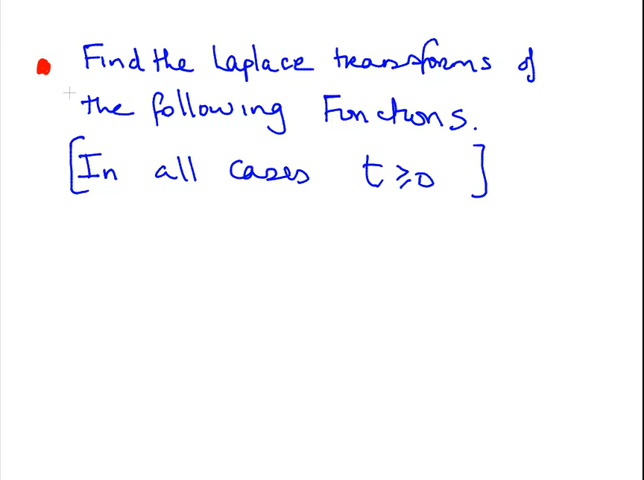 Find the Laplace transforms of
the following Functions.
[In all cases t ⩾ 0]